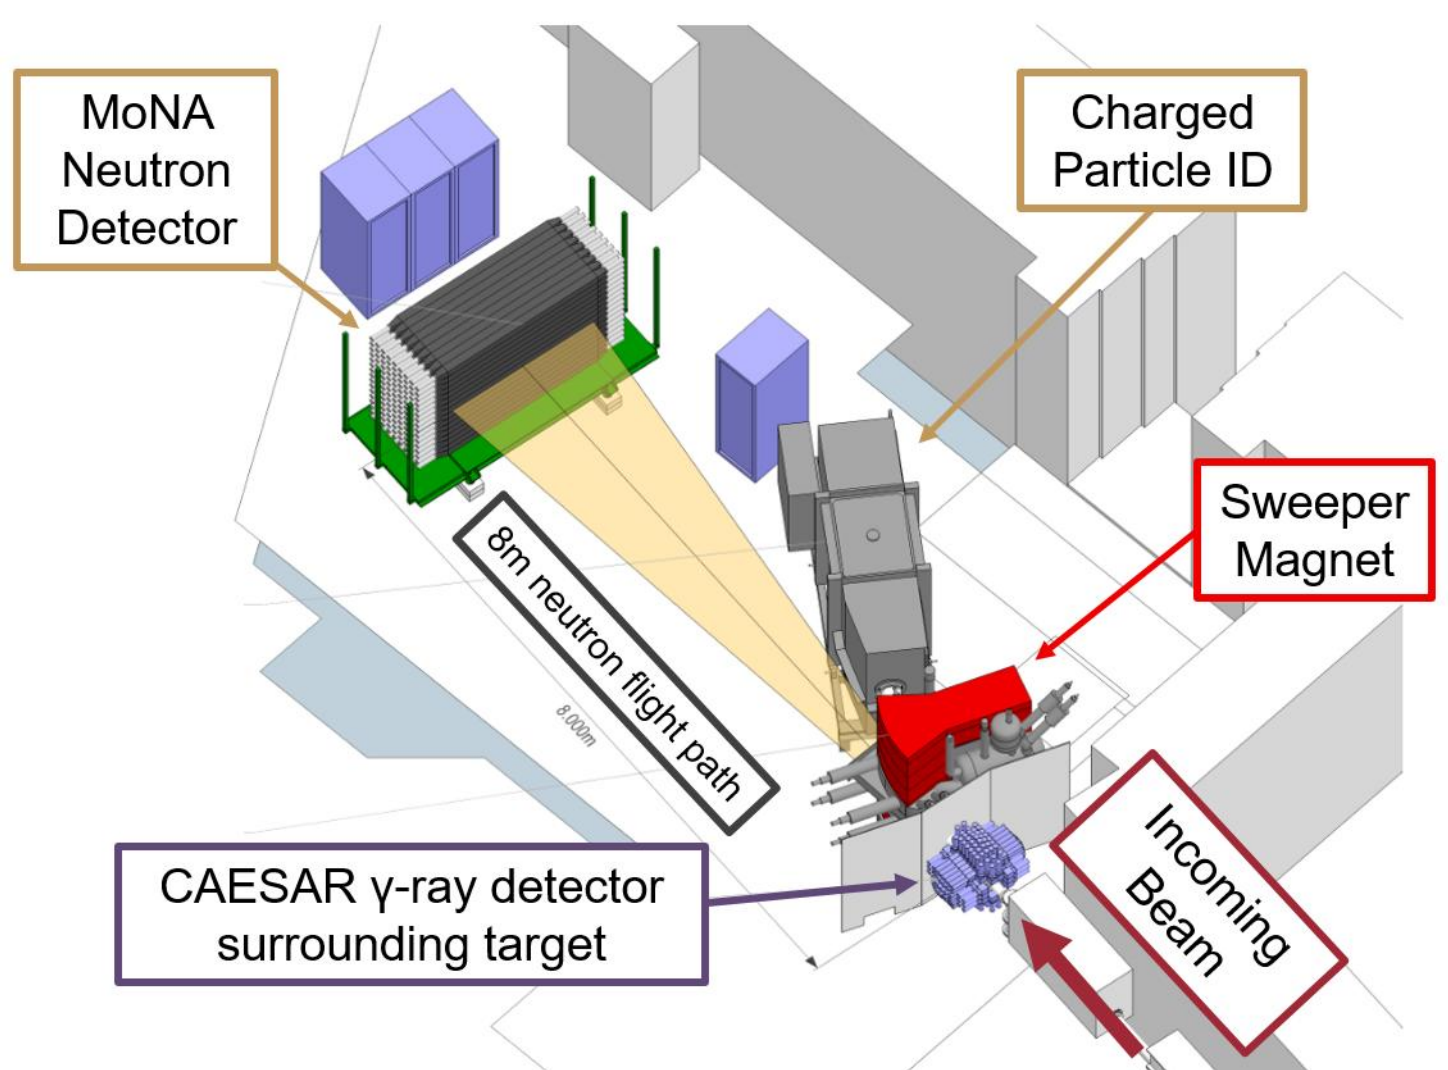 MoNA
Neutron
Detector
Charged
Particle ID
Sweeper
Magnet
8m neutron flight path
8.000m
CAESAR γ-ray detector
surrounding target
Incoming
Beam